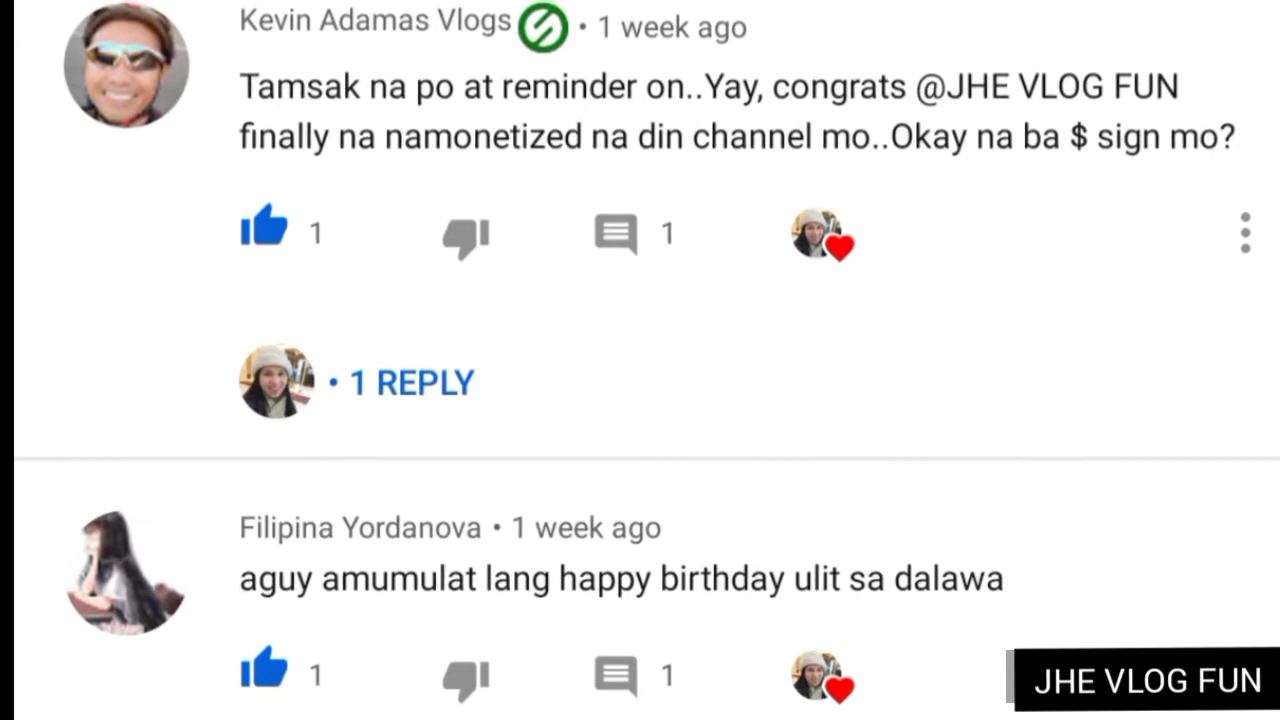 Kevin Adamas Vlogs • 1 week ago
Tamsak na po at reminder on..Yay, congrats @JHE VLOG FUN
finally na namonetized na din channel mo..Okay na ba $ sign mo?
1 1
• 1 REPLY
Filipina Yordanova • 1 week ago
aguy amumulat lang happy birthday ulit sa dalawa
1 1
JHE VLOG FUN